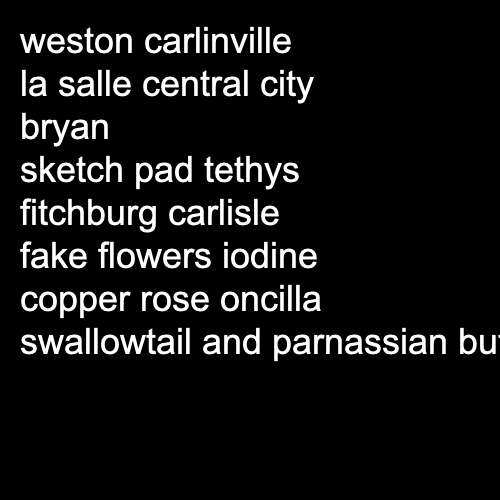 weston carlinville
la salle central city
bryan
sketch pad tethys
fitchburg carlisle
fake flowers iodine
copper rose oncilla
swallowtail and parnassian